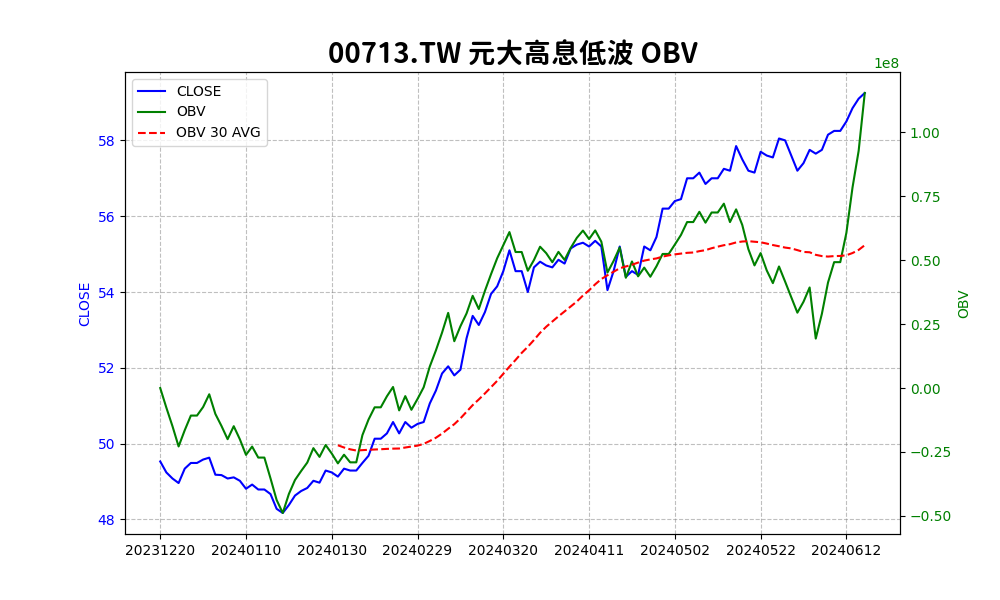 00713.TW 元大高息低波 OBV
1e8
CLOSE
OBV
OBV 30 AVG
58
56
54
52
50
48
CLOSE
1.00
0.75
0.50
0.25
0.00
−0.25
−0.50
OBV
20231220 20240110 20240130 20240229 20240320 20240411 20240502 20240522 20240612